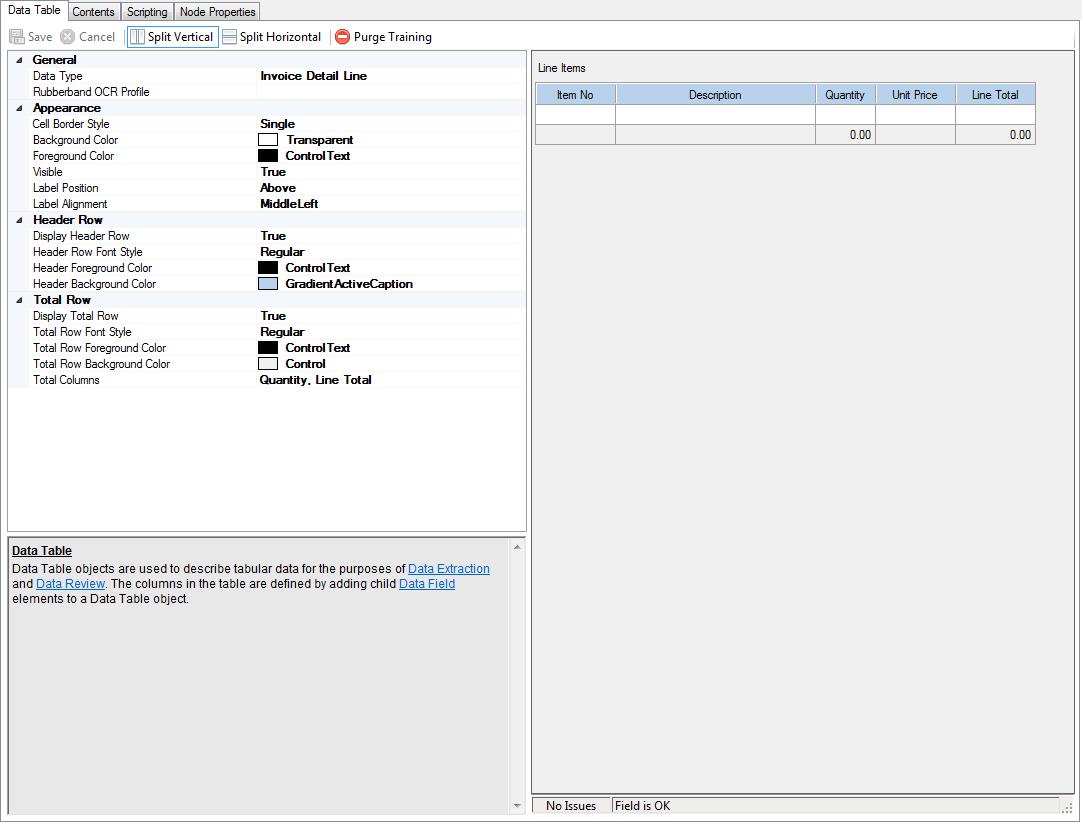 Data Table Contents Scripting Node Properties
Save Cancel Split Vertical Split Horizontal Purge Training
General
Data Type Invoice Detail Line
Rubberband OCR Profile
Appearance
Cell Border Style Single
Background Color Transparent
Foreground Color ControlText
Visible True
Label Position Above
Label Alignment MiddleLeft
Header Row
Display Header Row True
Header Row Font Style Regular
Header Foreground Color ControlText
Header Background Color GradientActiveCaption
Total Row
Display Total Row True
Total Row Font Style Regular
Total Row Foreground Color ControlText
Total Row Background Color Control
Total Columns Quantity, Line Total
Data Table
Data Table objects are used to describe tabular data for the purposes of Data Extraction
and Data Review. The columns in the table are defined by adding child Data Field
elements to a Data Table object.
Line Items
Item No Description Quantity Unit Price Line Total
0.00 0.00
No Issues Field is OK